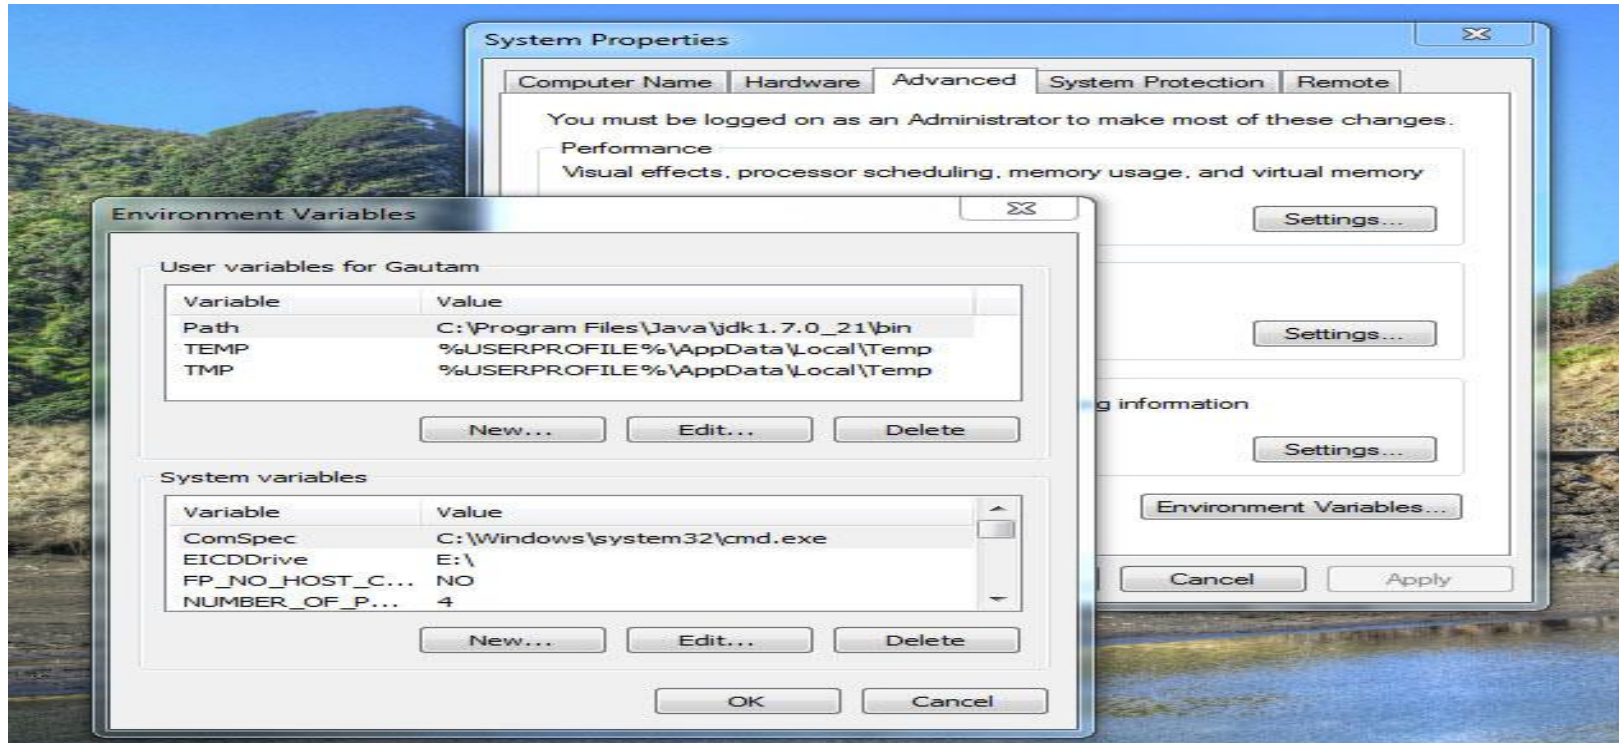 System Properties
Computer Name Hardware Advanced System Protection Remote
You must be logged on as an Administrator to make most of these changes.
Performance
Visual effects, processor scheduling, memory usage, and virtual memory
Settings...
Settings...
g information
Settings...
Environment Variables...
Cancel Apply
Environment Variables
User variables for Gautam
Variable Value
Path C:\Program Files\Java\jdk1.7.0_21\bin
TEMP %USERPROFILE%\AppData\Local\Temp
TMP %USERPROFILE%\AppData\Local\Temp
New... Edit... Delete
System variables
Variable Value
ComSpec C:\Windows\system32\cmd.exe
EICDDrive E:\
FP_NO_HOST_C... NO
NUMBER_OF_P... 4
New... Edit... Delete
OK Cancel